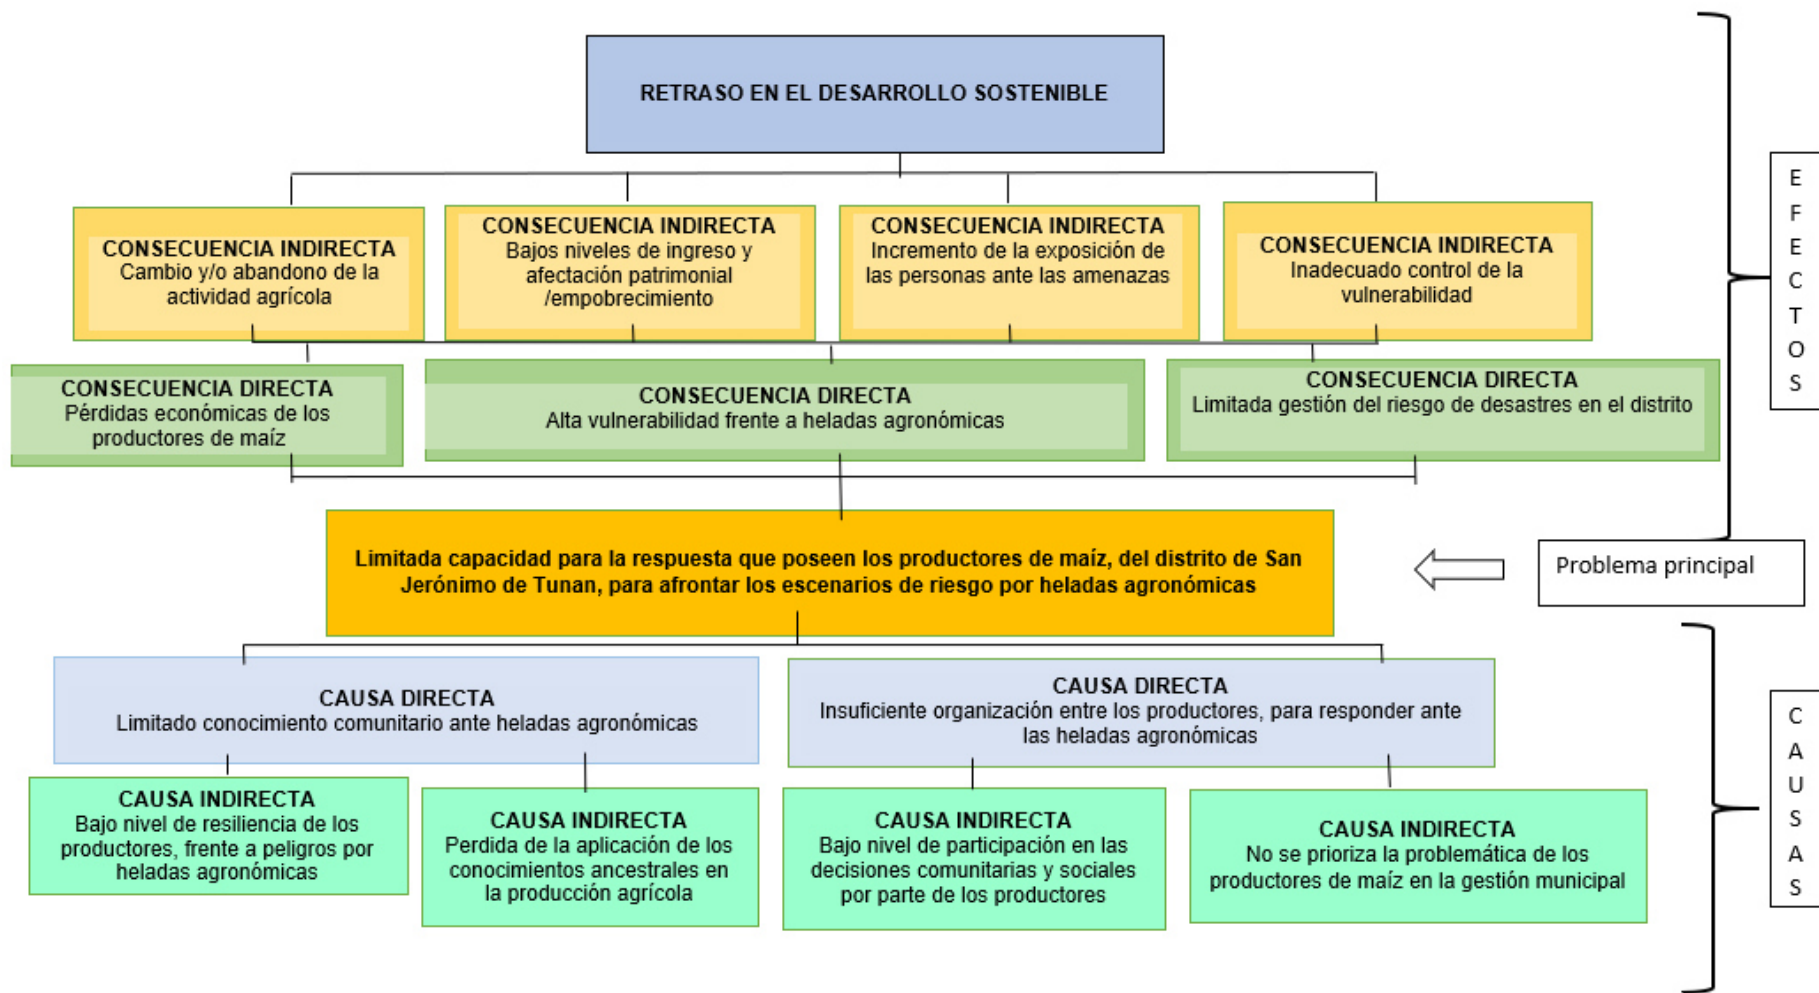 RETRASO EN EL DESARROLLO SOSTENIBLE
CONSECUENCIA INDIRECTA
Cambio y/o abandono de la
actividad agrícola
CONSECUENCIA INDIRECTA
Bajos niveles de ingreso y
afectación patrimonial
/empobrecimiento
CONSECUENCIA INDIRECTA
Incremento de la exposición de
las personas ante las amenazas
CONSECUENCIA INDIRECTA
Inadecuado control de la
vulnerabilidad
CONSECUENCIA DIRECTA
Pérdidas económicas de los
productores de maíz
CONSECUENCIA DIRECTA
Alta vulnerabilidad frente a heladas agronómicas
CONSECUENCIA DIRECTA
Limitada gestión del riesgo de desastres en el distrito
E
F
E
C
T
O
S
Limitada capacidad para la respuesta que poseen los productores de maíz, del distrito de San
Jerónimo de Tunan, para afrontar los escenarios de riesgo por heladas agronómicas
Problema principal
CAUSA DIRECTA
Limitado conocimiento comunitario ante heladas agronómicas
CAUSA DIRECTA
Insuficiente organización entre los productores, para responder ante
las heladas agronómicas
CAUSA INDIRECTA
Bajo nivel de resiliencia de los
productores, frente a peligros por
heladas agronómicas
CAUSA INDIRECTA
Perdida de la aplicación de los
conocimientos ancestrales en
la producción agrícola
CAUSA INDIRECTA
Bajo nivel de participación en las
decisiones comunitarias y sociales
por parte de los productores
CAUSA INDIRECTA
No se prioriza la problemática de los
productores de maíz en la gestión municipal
C
A
U
S
A
S